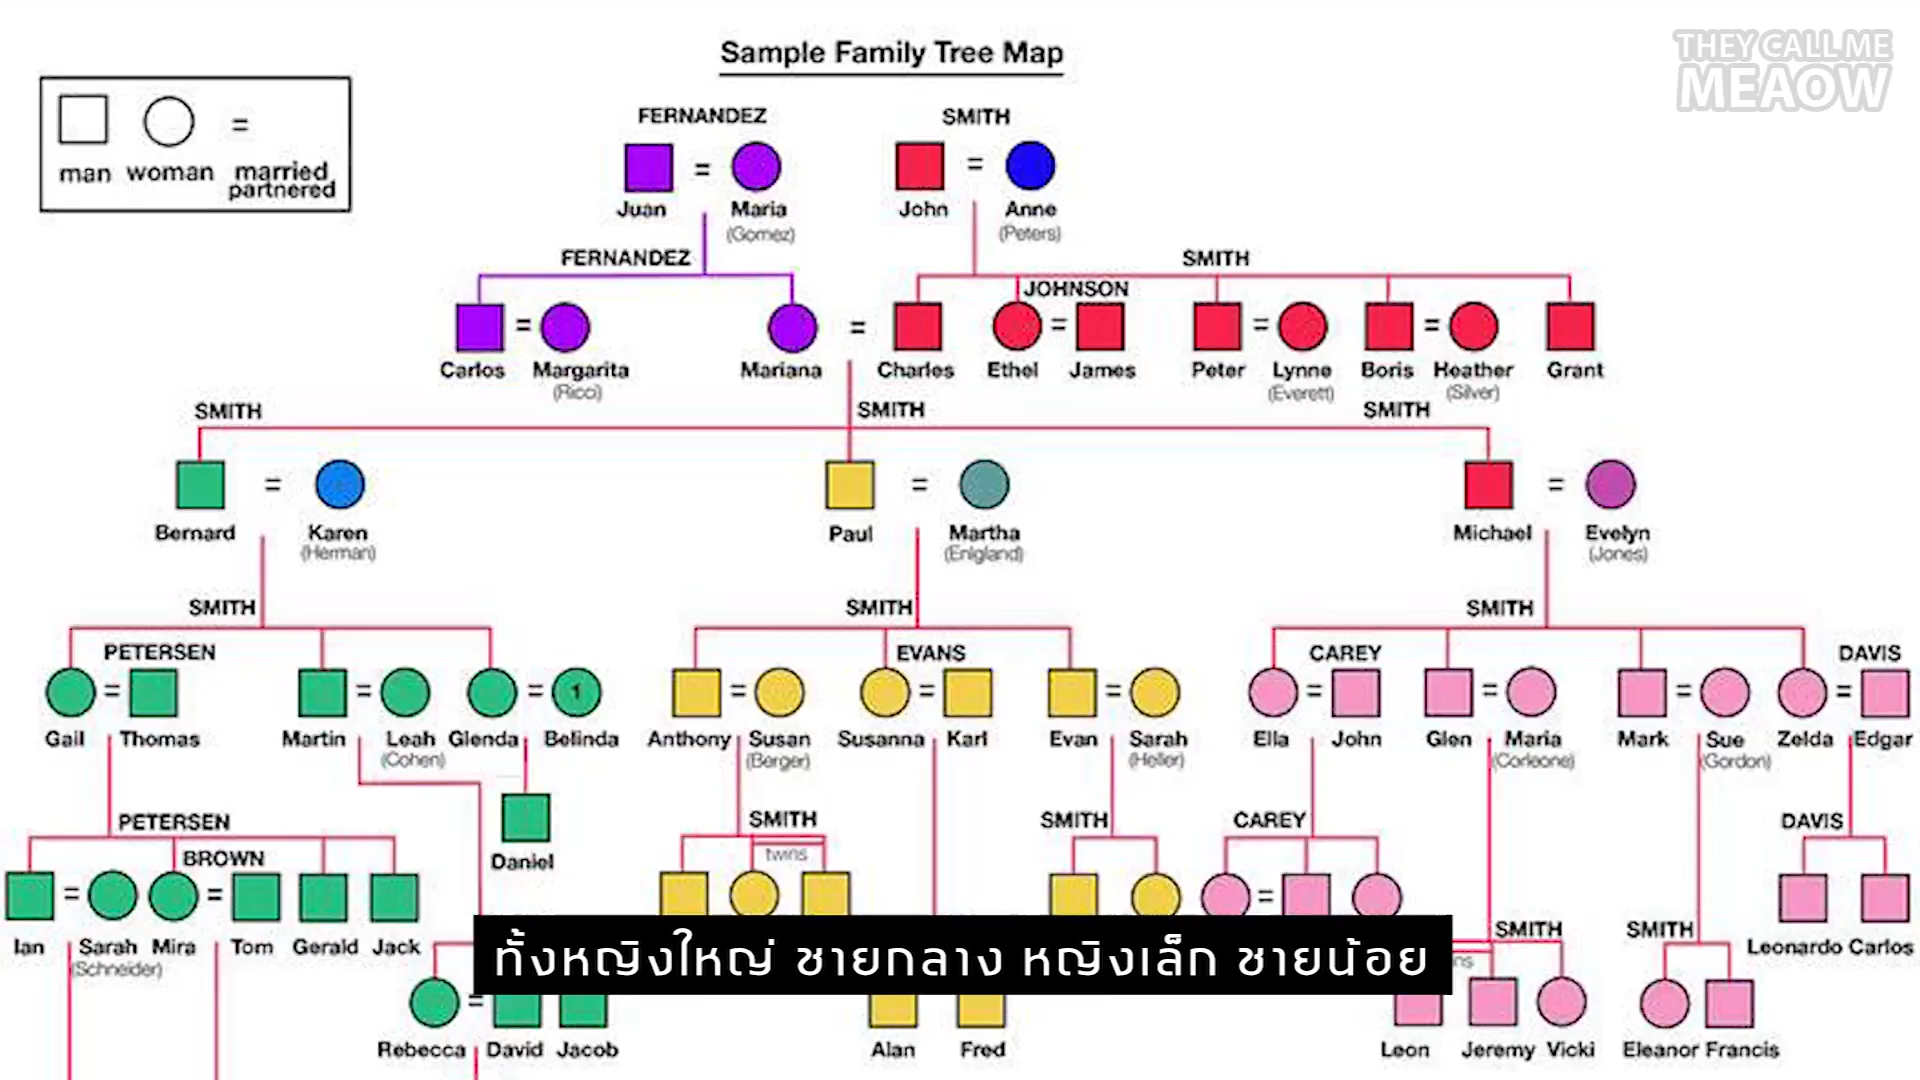 THEY CALL ME
MEAOW
Sample Family Tree Map
man woman = married partnered
FERNANDEZ SMITH
Juan = Maria John = Anne
(Gomez) (Peters)
FERNANDEZ SMITH
JOHNSON
= = = = =
Carlos Margarita Mariana Charles Ethel James Peter Lynne Boris Heather Grant
(Ricci) (Everett) (Silver)
SMITH SMITH SMITH
= = =
Bernard Karen Paul Martha Michael Evelyn
(Herman) (Enlgland) (Jones)
SMITH SMITH SMITH
PETERSEN EVANS CAREY DAVIS
= = = 1 = = = = = = =
Gail Thomas Martin Leah Glenda Belinda Anthony Susan Susanna Karl Evan Sarah Ella John Glen Maria Mark Sue Zelda Edgar
(Cohen) (Berger) (Heller) (Corleone) (Gordon)
PETERSEN SMITH SMITH CAREY DAVIS
BROWN Daniel twins
= = =
Ian Sarah Mira Tom Gerald Jack SMITH SMITH Leonardo Carlos
(Schneider)
ทั้งหญิงใหญ่ ชายกลาง หญิงเล็ก ชายน้อย
=
Rebecca David Jacob Alan Fred Leon Jeremy Vicki Eleanor Francis